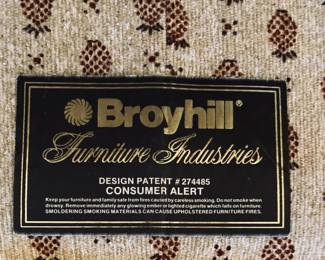 Broyhill®
Furniture Industries
DESIGN PATENT # 274485
CONSUMER ALERT
Keep your furniture and family safe from fires caused by careless smoking. Do not smoke when
drowsy. Remove immediately any glowing ember or lighted cigarette which falls on furniture.
SMOLDERING SMOKING MATERIALS CAN CAUSE UPHOLSTERED FURNITURE FIRES.